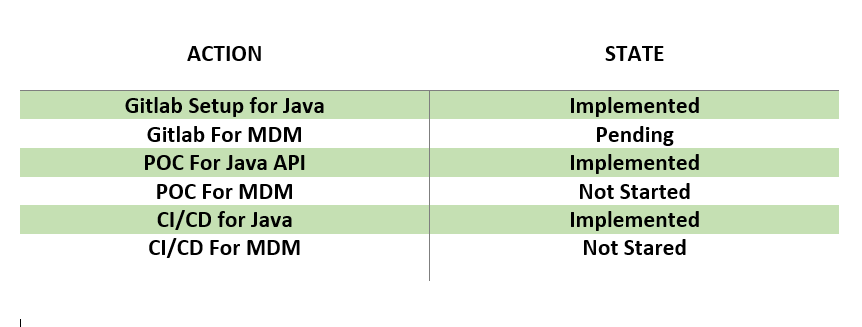 ACTION STATE
Gitlab Setup for Java Implemented
Gitlab For MDM Pending
POC For Java API Implemented
POC For MDM Not Started
CI/CD for Java Implemented
CI/CD For MDM Not Stared